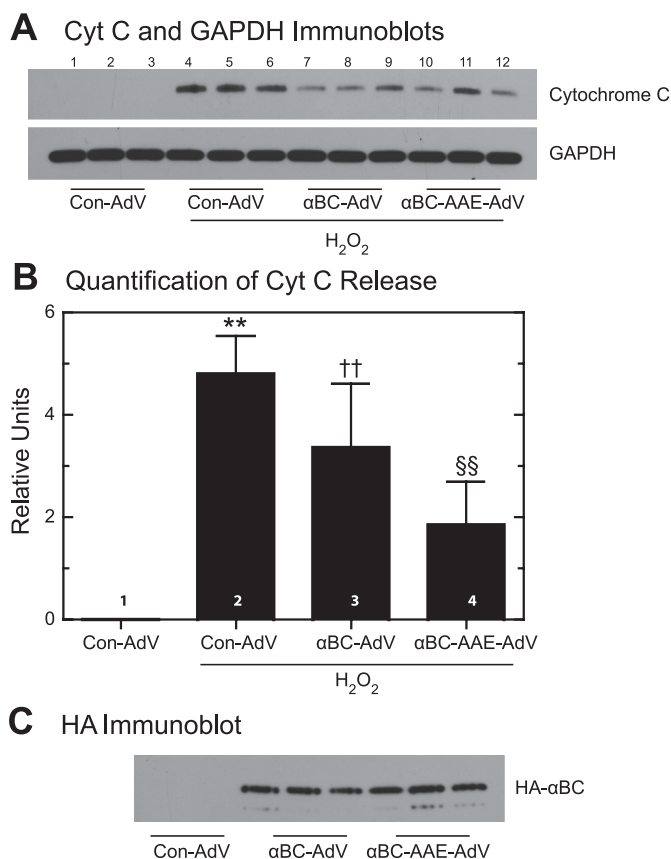 A Cyt C and GAPDH Immunoblots
1 2 3 4 5 6 7 8 9 10 11 12
Cytochrome C
GAPDH
Con-AdV Con-AdV αBC-AdV αBC-AAE-AdV
H₂O₂
B Quantification of Cyt C Release
6
4
2
0
Relative Units
** †† §§
1 2 3 4
Con-AdV Con-AdV αBC-AdV αBC-AAE-AdV
H₂O₂
C HA Immunoblot
HA-αBC
Con-AdV αBC-AdV αBC-AAE-AdV